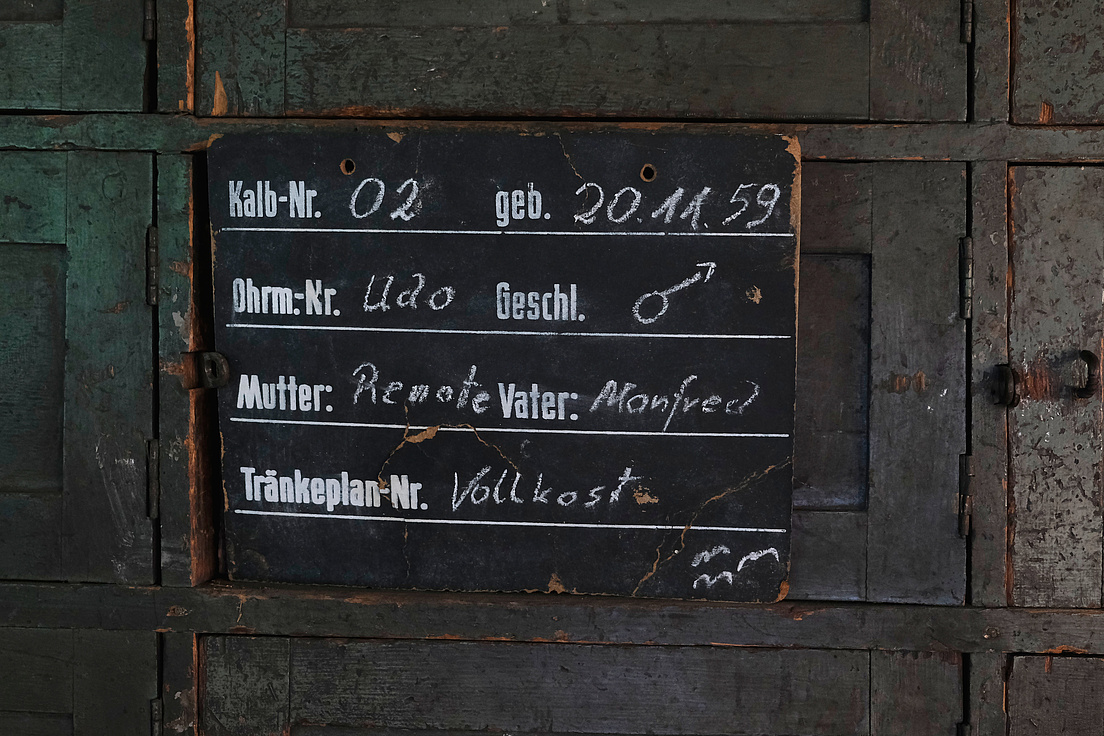 Kalb-Nr. 02 geb. 20.11.59
Ohrm.-Nr. Udo Geschl. ♂
Mutter: Renate Vater: Manfred
Tränkeplan-Nr. Vollkost